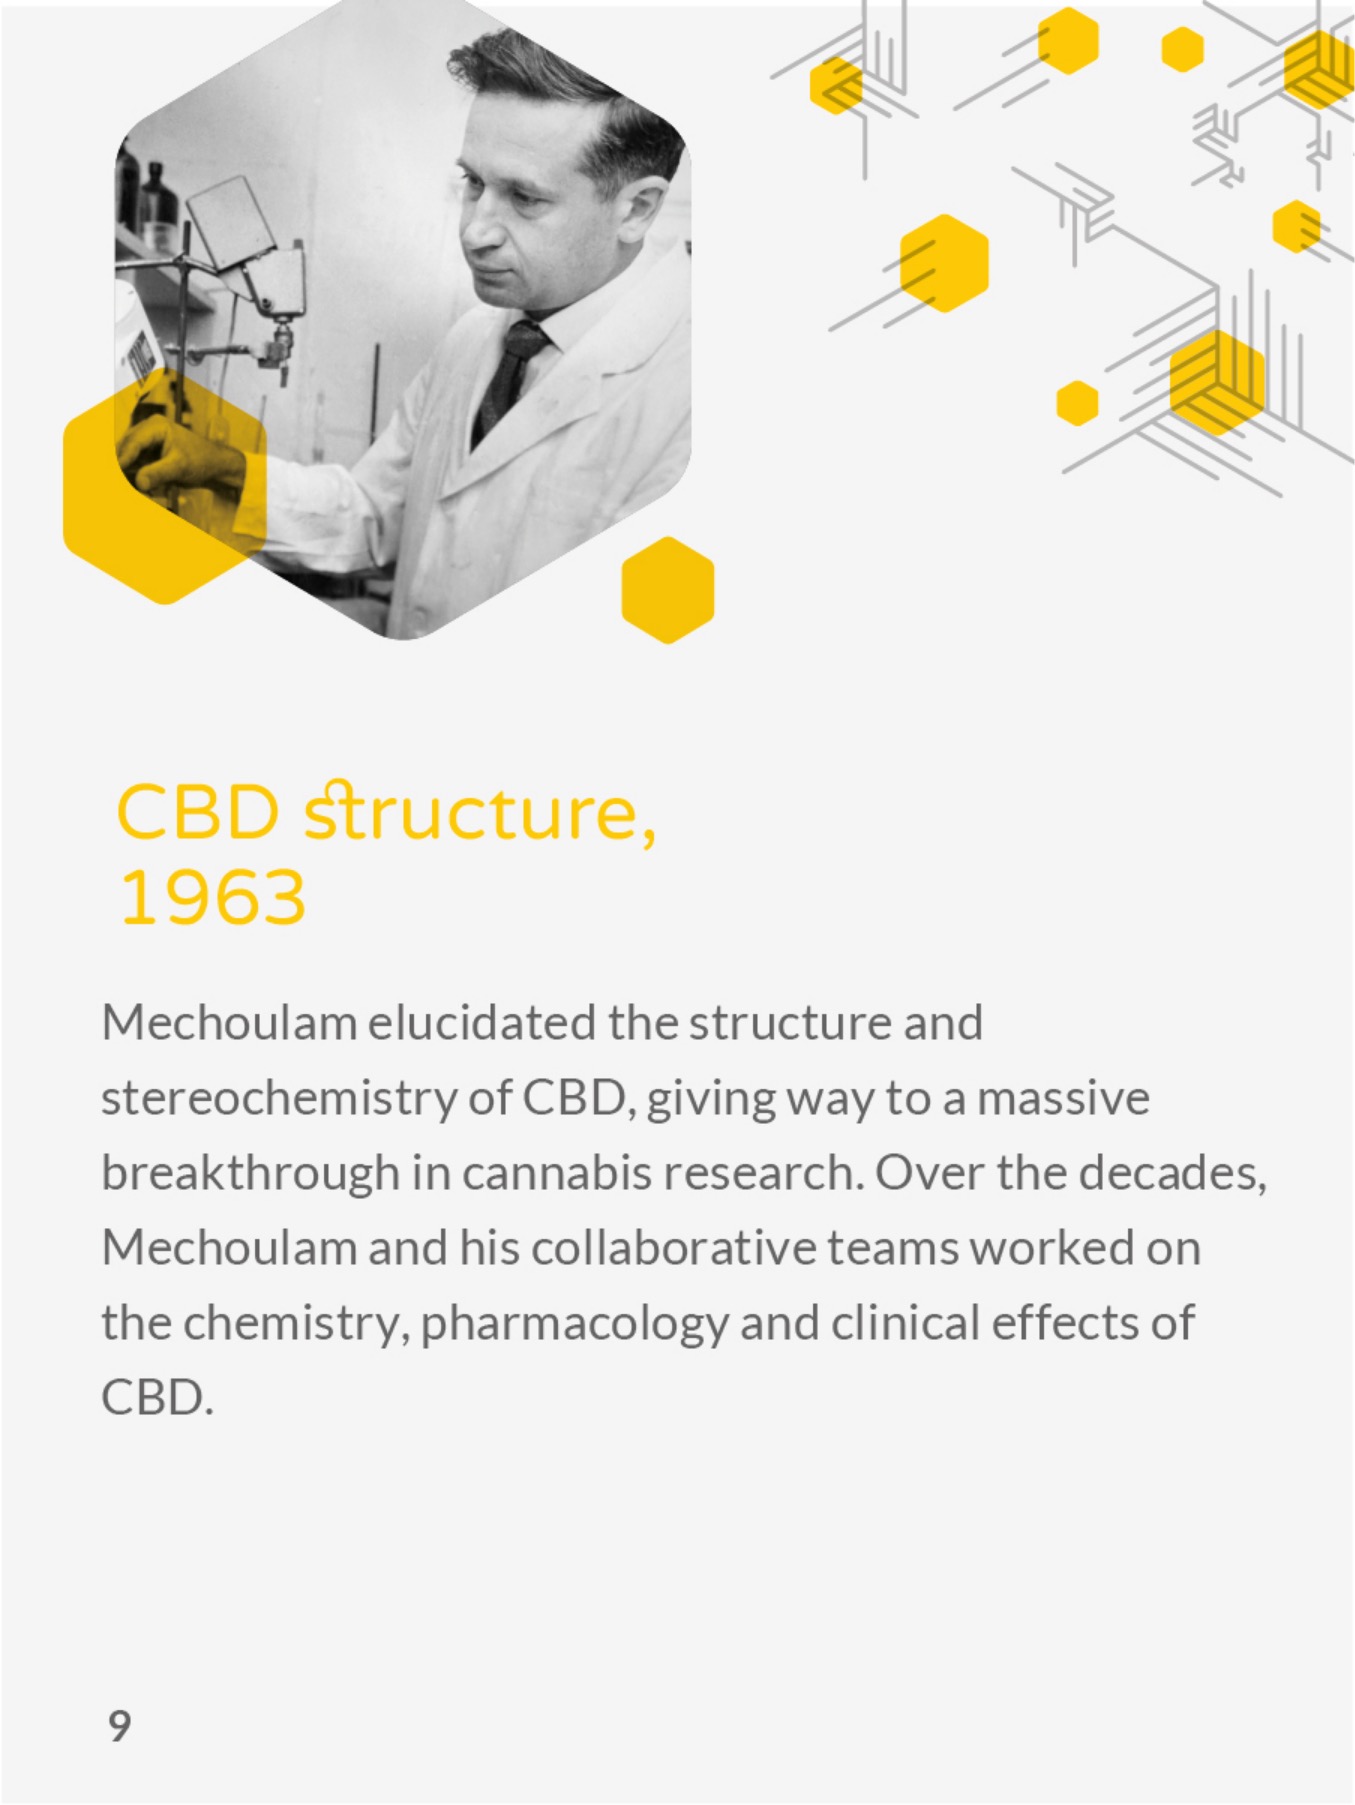 CBD structure,
1963
Mechoulam elucidated the structure and
stereochemistry of CBD, giving way to a massive
breakthrough in cannabis research. Over the decades,
Mechoulam and his collaborative teams worked on
the chemistry, pharmacology and clinical effects of
CBD.
9